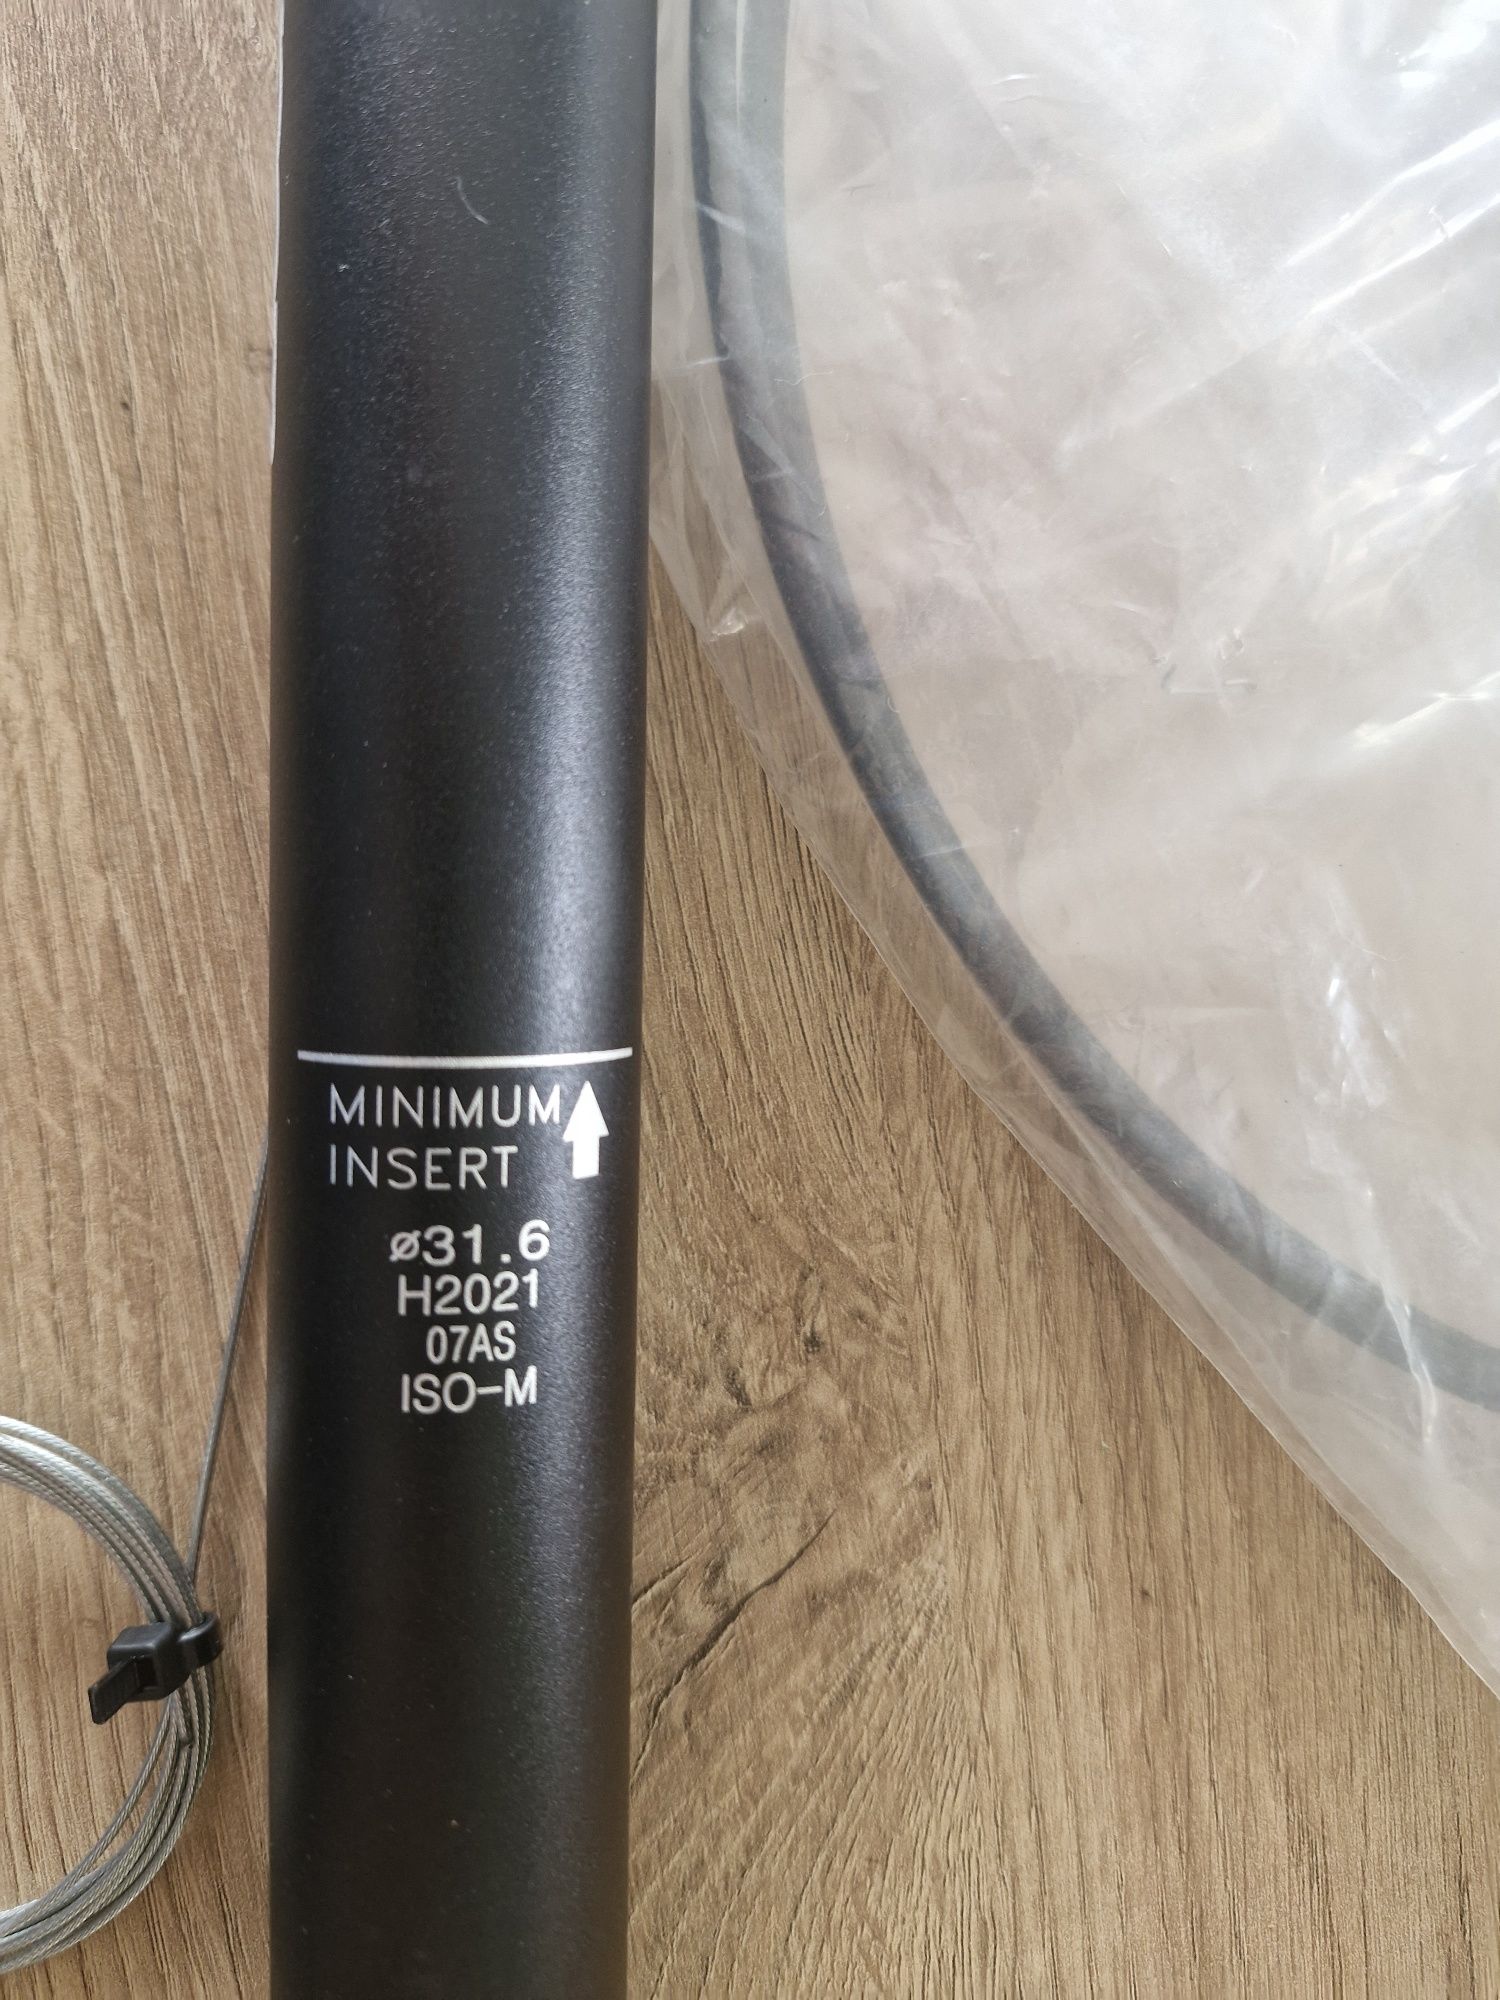 MINIMUM
INSERT
ø31.6
H2021
07AS
ISO-M